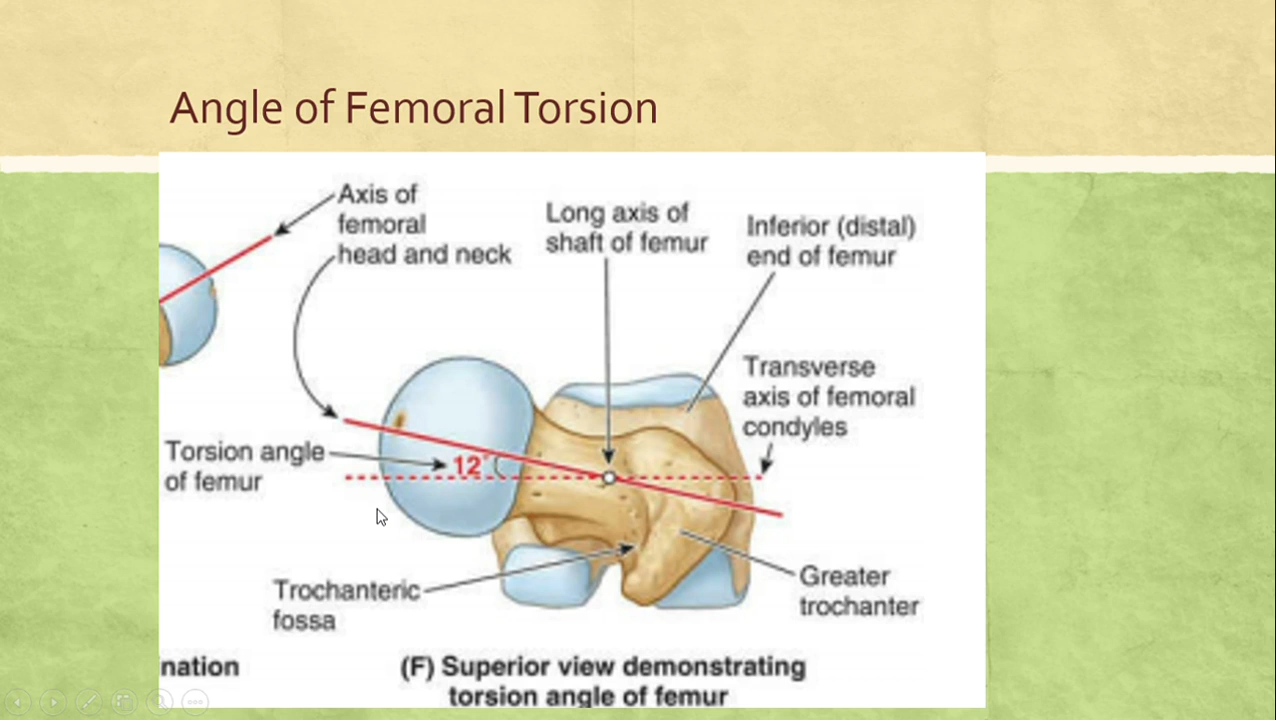 Angle of Femoral Torsion
Axis of
femoral
head and neck
Long axis of
shaft of femur
Inferior (distal)
end of femur
Transverse
axis of femoral
condyles
Torsion angle
of femur
12°
Trochanteric
fossa
Greater
trochanter
nation
(F) Superior view demonstrating
torsion angle of femur